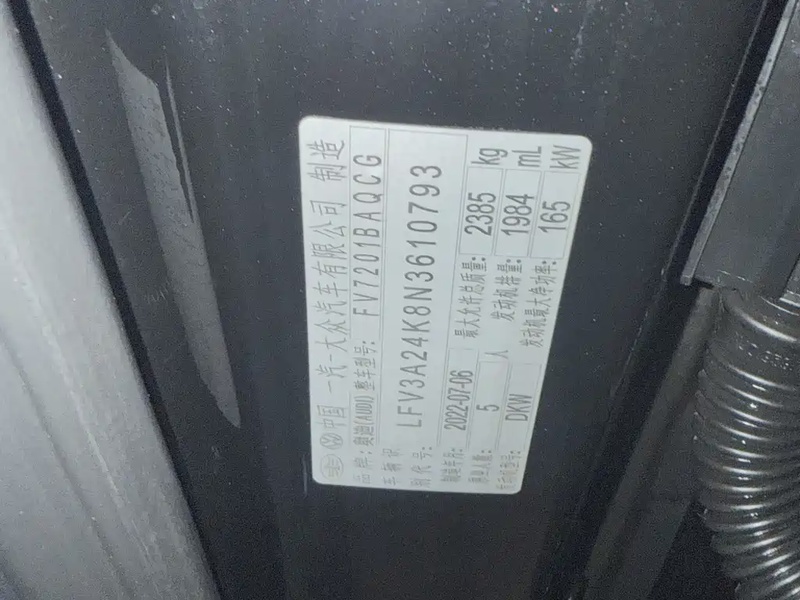 中国 一汽-大众汽车有限公司 制造
品牌:奥迪(AUDI) 整车型号: FV7201BAQCG
车辆识别代号: LFV3A24K8N3610793
制造年月: 2022-07-06 最大允许总质量: 2385 kg
乘坐人数: 5 人 发动机排量: 1984 mL
发动机型号: DKW 发动机最大净功率: 165 kW